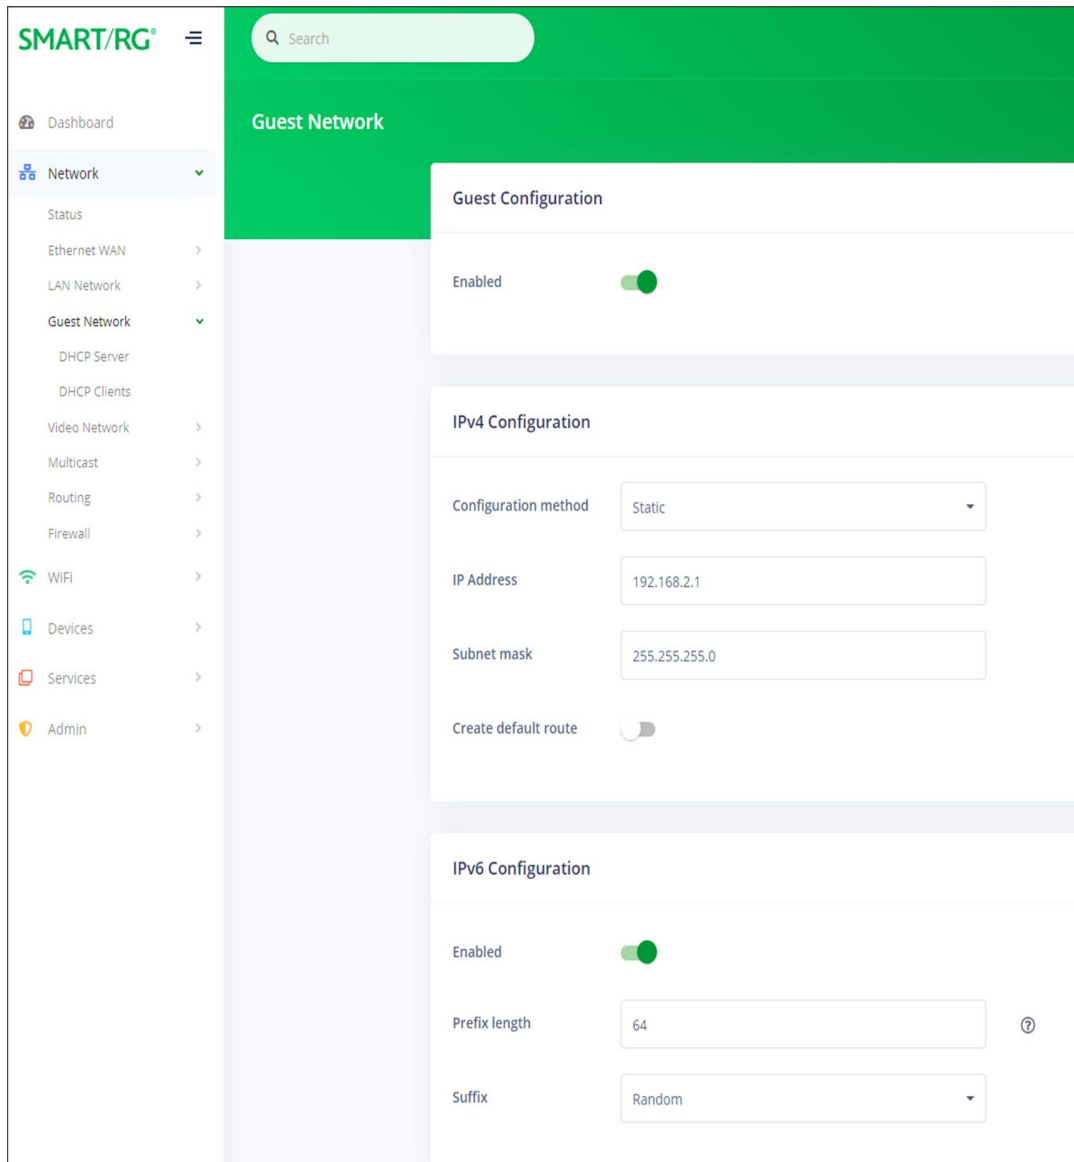 SMART/RG®
Search
Dashboard
Network
Status
Ethernet WAN
LAN Network
Guest Network
DHCP Server
DHCP Clients
Video Network
Multicast
Routing
Firewall
WiFi
Devices
Services
Admin
Guest Network
Guest Configuration
Enabled
IPv4 Configuration
Configuration method Static
IP Address 192.168.2.1
Subnet mask 255.255.255.0
Create default route
IPv6 Configuration
Enabled
Prefix length 64 ?
Suffix Random